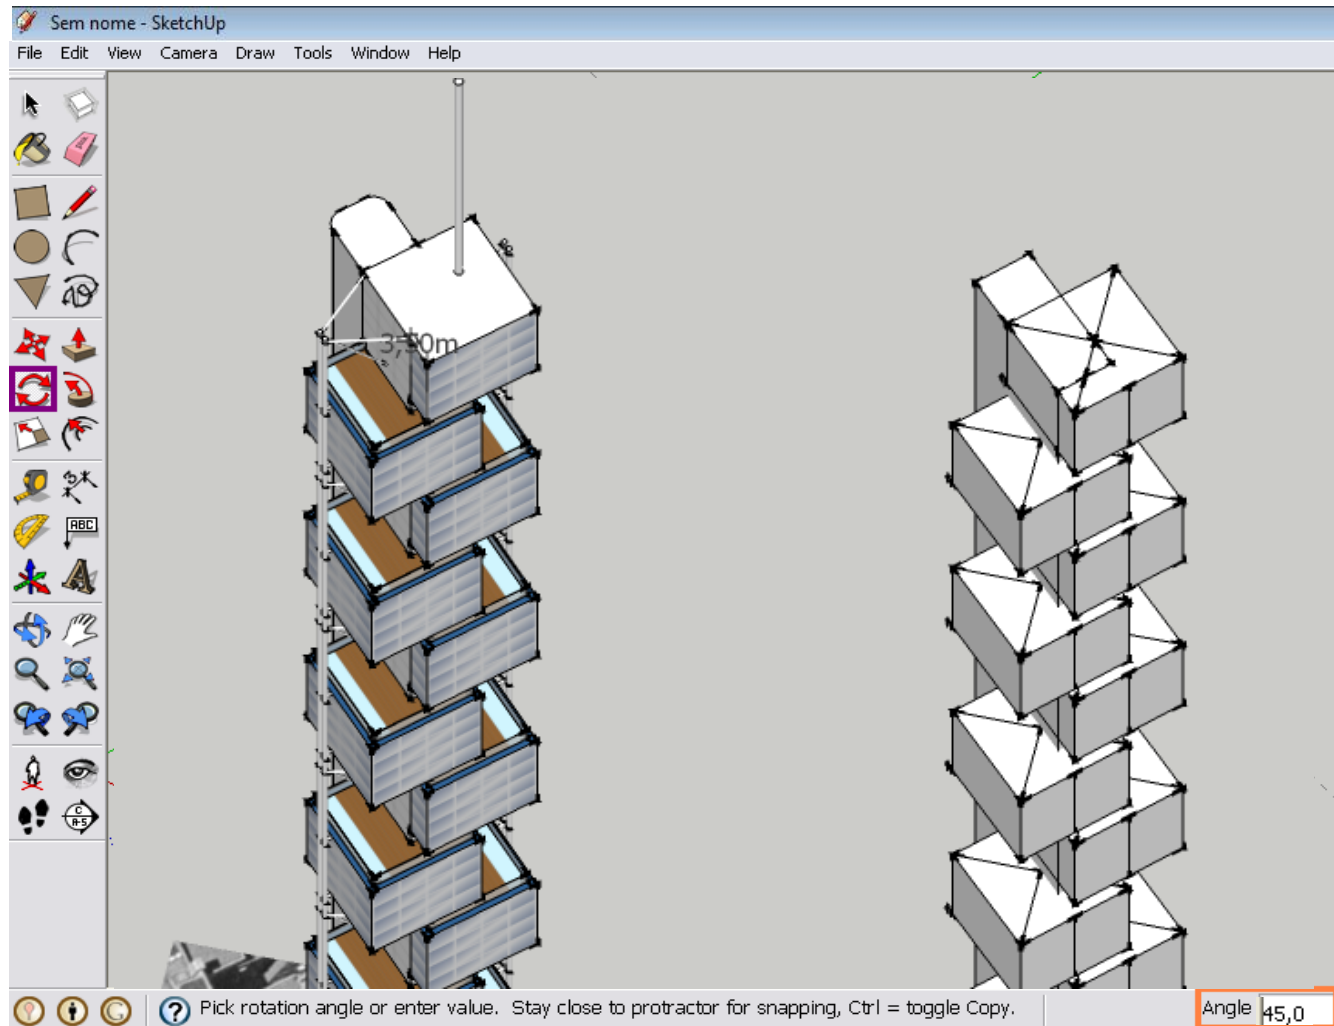 Sem nome - SketchUp
File Edit View Camera Draw Tools Window Help
3,50m
ABC
A
C
A-5
G
? Pick rotation angle or enter value. Stay close to protractor for snapping, Ctrl = toggle Copy. Angle 45,0